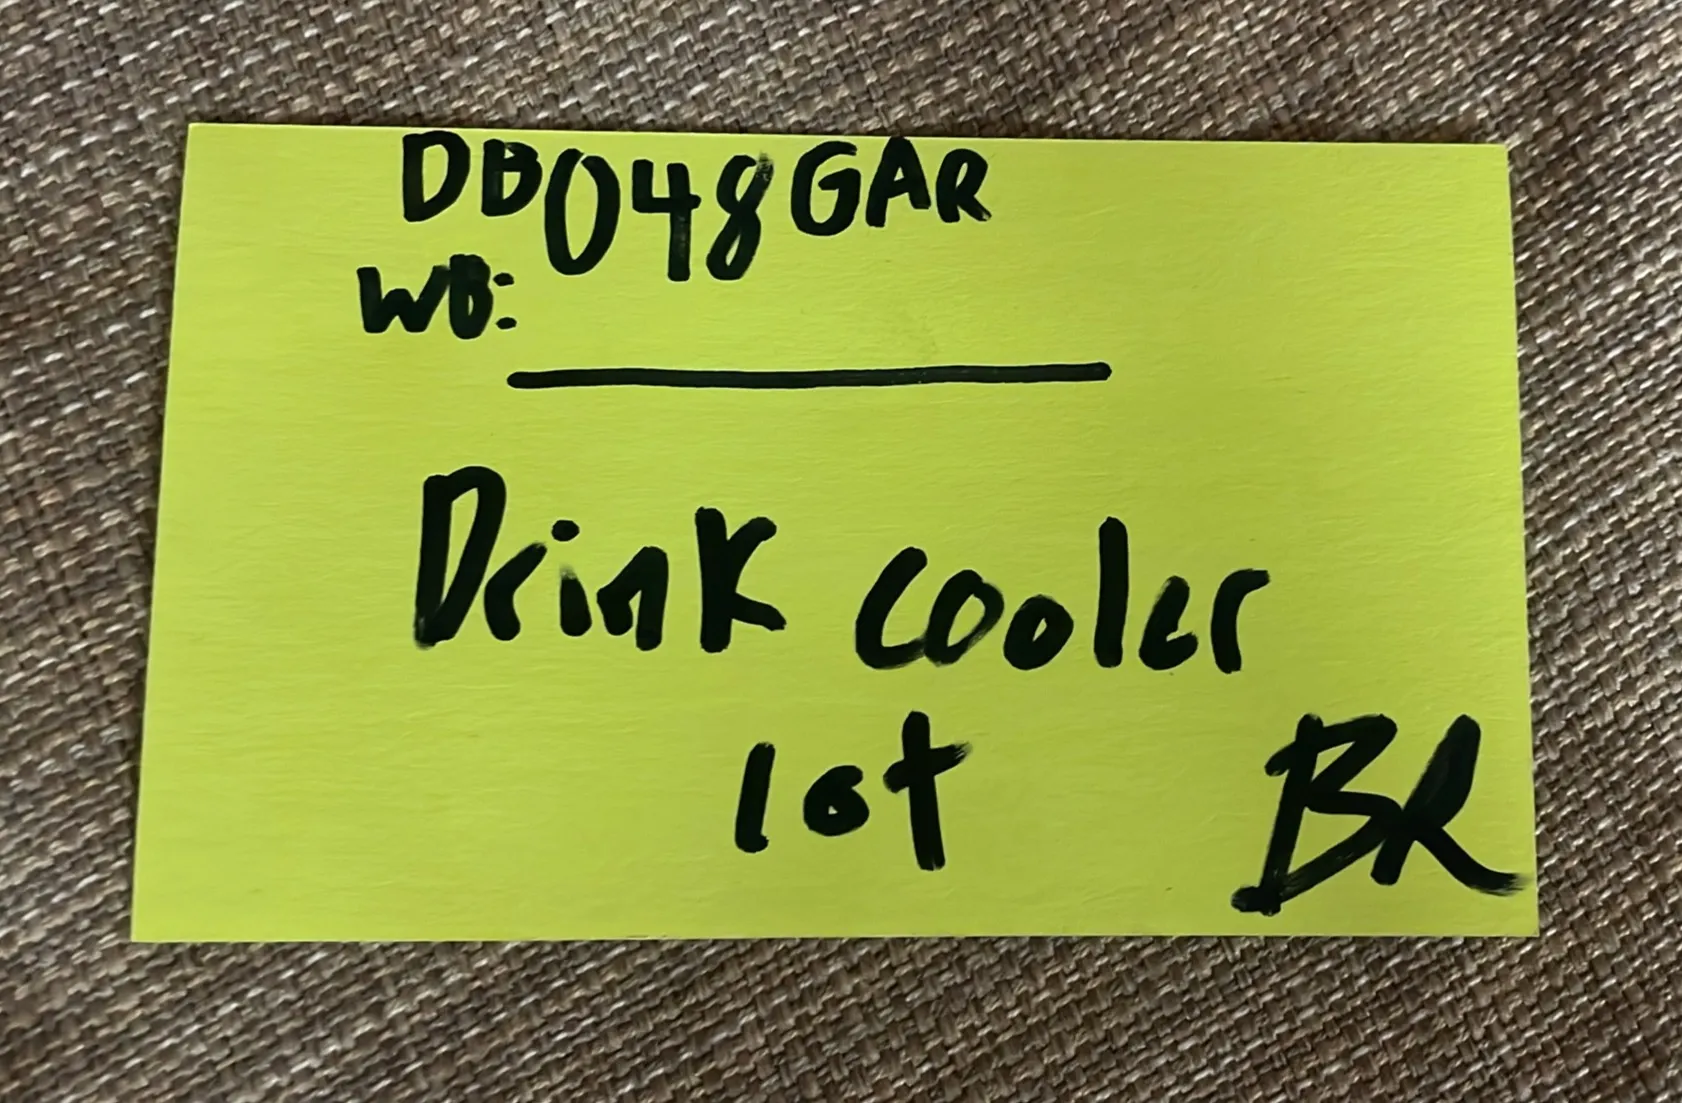 DB048GAR
WB:
Drink cooler
lot
BR